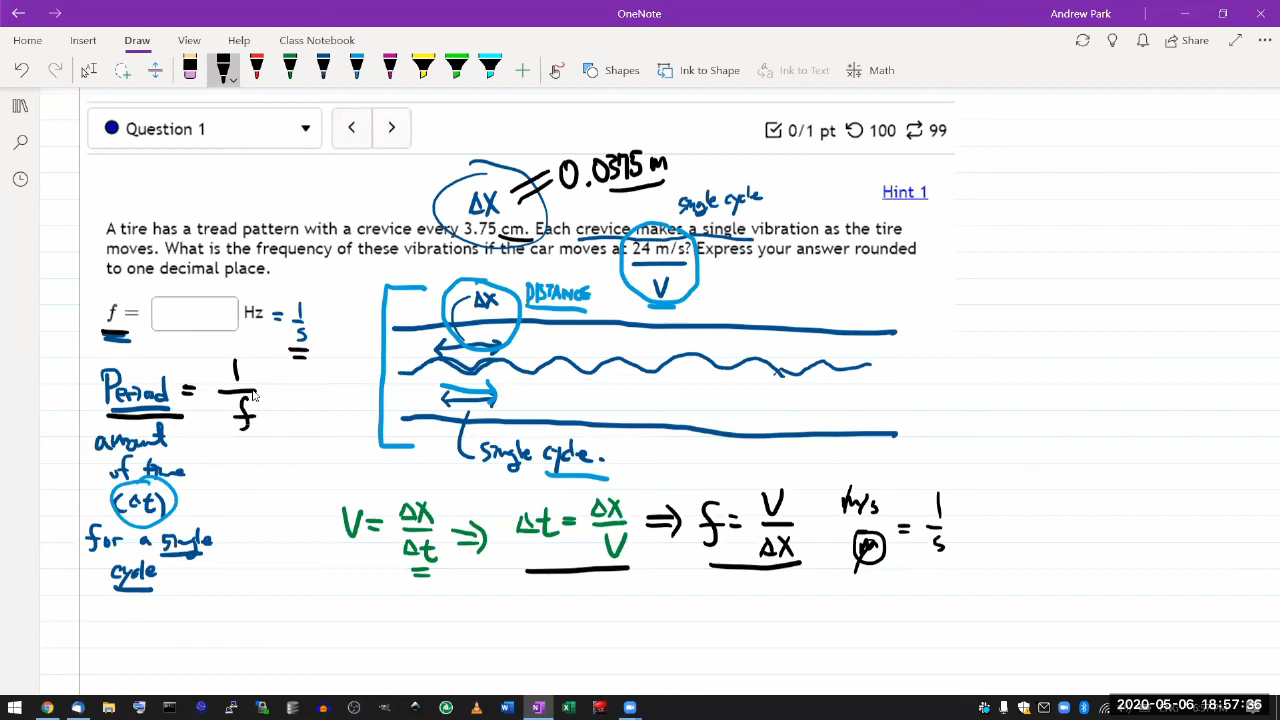 OneNote
Andrew Park
Home Insert Draw View Help Class Notebook
Share
Shapes Ink to Shape Ink to Text Math
Question 1
0/1 pt 100 99
Δx = 0.0375 m
Hint 1
single cycle
A tire has a tread pattern with a crevice every 3.75 cm. Each crevice makes a single vibration as the tire
moves. What is the frequency of these vibrations if the car moves at 24 m/s? Express your answer rounded
to one decimal place.
V
Δx DISTANCE
f = Hz = 1/s
Period = 1/f
amount
of time
(Δt)
for a single
cycle
single cycle.
V = Δx/Δt ⇒ Δt = Δx/V ⇒ f = V/Δx m/s / m = 1/s
2020-05-06 18:57:36